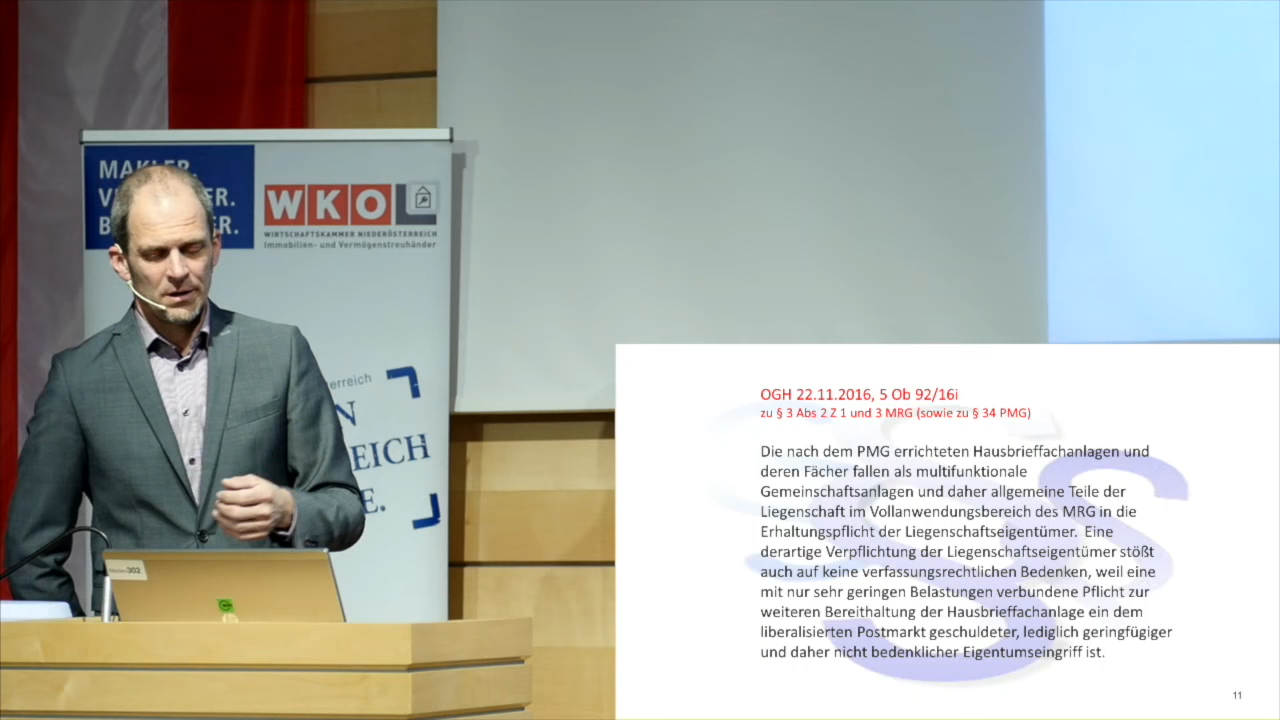 WKO
WIRTSCHAFTSKAMMER NIEDERÖSTERREICH
Immobilien- und Vermögenstreuhänder
EICH
302
OGH 22.11.2016, 5 Ob 92/16i
zu § 3 Abs 2 Z 1 und 3 MRG (sowie zu § 34 PMG)
Die nach dem PMG errichteten Hausbrieffachanlagen und
deren Fächer fallen als multifunktionale
Gemeinschaftsanlagen und daher allgemeine Teile der
Liegenschaft im Vollanwendungsbereich des MRG in die
Erhaltungspflicht der Liegenschaftseigentümer. Eine
derartige Verpflichtung der Liegenschaftseigentümer stößt
auch auf keine verfassungsrechtlichen Bedenken, weil eine
mit nur sehr geringen Belastungen verbundene Pflicht zur
weiteren Bereithaltung der Hausbrieffachanlage ein dem
liberalisierten Postmarkt geschuldeter, lediglich geringfügiger
und daher nicht bedenklicher Eigentumseingriff ist.
11